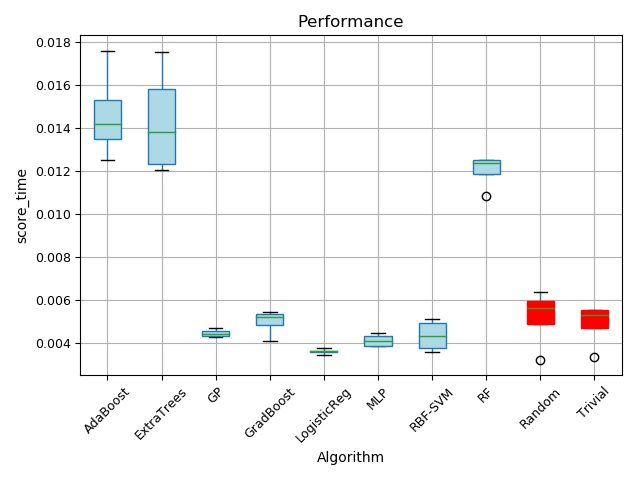 Performance
0.018
0.016
0.014
0.012
0.010
0.008
0.006
0.004
score_time
AdaBoost
ExtraTrees
GP
GradBoost
LogisticReg
MLP
RBF-SVM
RF
Random
Trivial
Algorithm